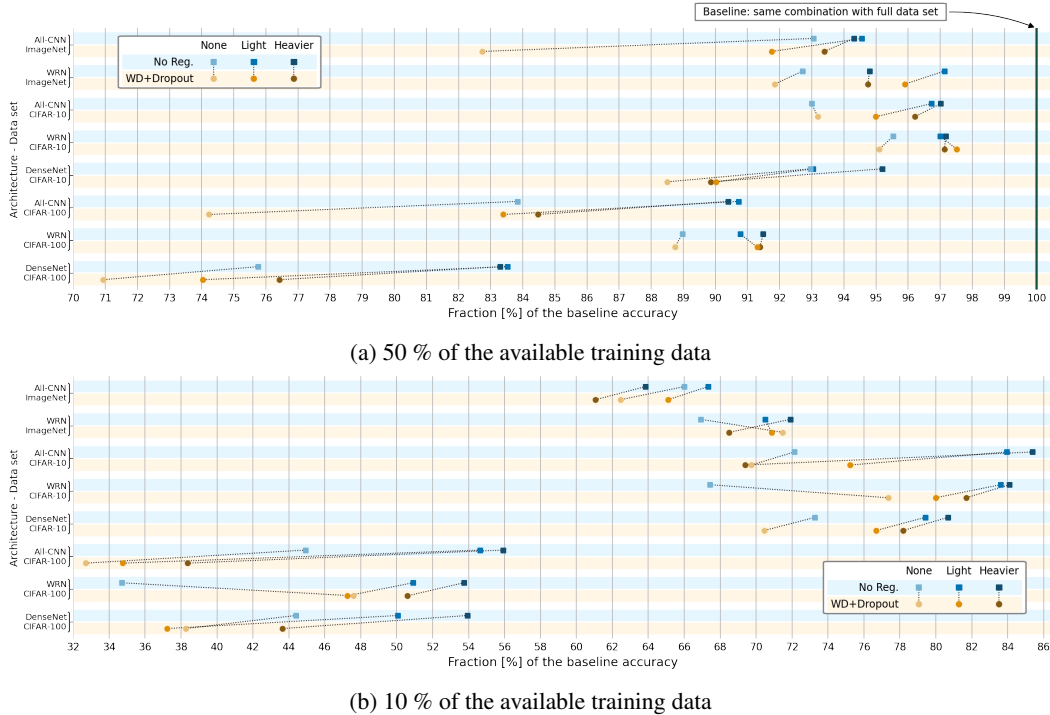 Baseline: same combination with full data set
None Light Heavier
No Reg.
WD+Dropout
Architecture - Data set
All-CNN
ImageNet
WRN
ImageNet
All-CNN
CIFAR-10
WRN
CIFAR-10
DenseNet
CIFAR-10
All-CNN
CIFAR-100
WRN
CIFAR-100
DenseNet
CIFAR-100
70 71 72 73 74 75 76 77 78 79 80 81 82 83 84 85 86 87 88 89 90 91 92 93 94 95 96 97 98 99 100
Fraction [%] of the baseline accuracy
(a) 50 % of the available training data
Architecture - Data set
All-CNN
ImageNet
WRN
ImageNet
All-CNN
CIFAR-10
WRN
CIFAR-10
DenseNet
CIFAR-10
All-CNN
CIFAR-100
WRN
CIFAR-100
DenseNet
CIFAR-100
None Light Heavier
No Reg.
WD+Dropout
32 34 36 38 40 42 44 46 48 50 52 54 56 58 60 62 64 66 68 70 72 74 76 78 80 82 84 86
Fraction [%] of the baseline accuracy
(b) 10 % of the available training data